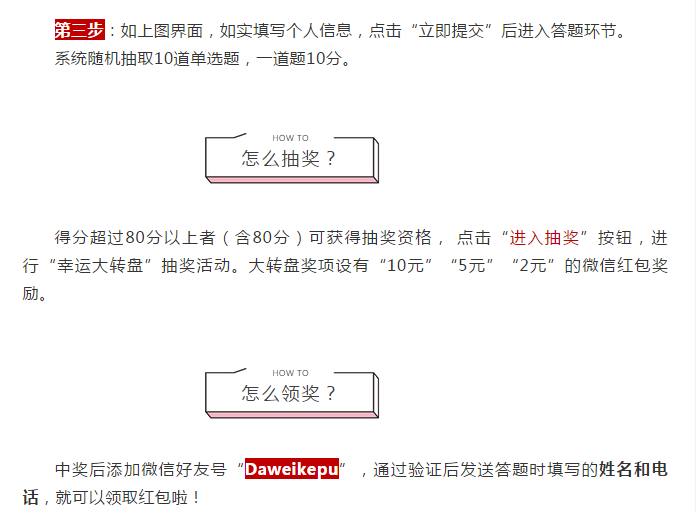 第三步：如上图界面，如实填写个人信息，点击“立即提交”后进入答题环节。
系统随机抽取10道单选题，一道题10分。
HOW TO
怎么抽奖？
得分超过80分以上者（含80分）可获得抽奖资格， 点击“进入抽奖”按钮，进
行“幸运大转盘”抽奖活动。大转盘奖项设有“10元”“5元”“2元”的微信红包奖
励。
HOW TO
怎么领奖？
中奖后添加微信好友号“Daweikepu”，通过验证后发送答题时填写的姓名和电
话，就可以领取红包啦！